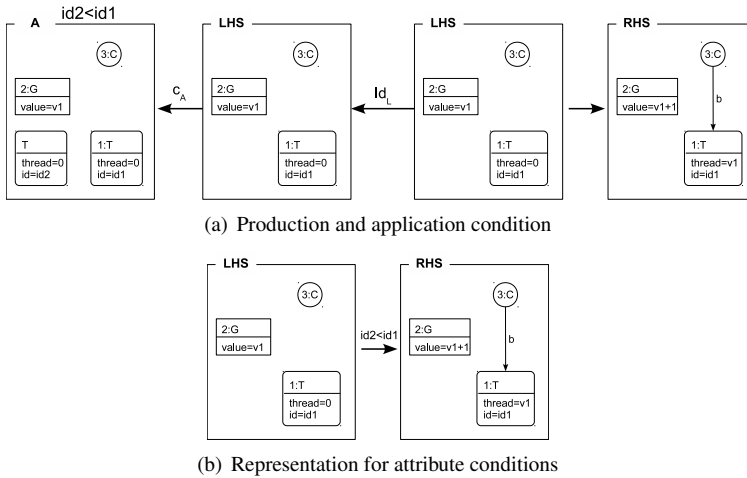 A
id2<id1
3:C
2:G
value=v1
T
thread=0
id=id2
1:T
thread=0
id=id1
c_A
LHS
3:C
2:G
value=v1
1:T
thread=0
id=id1
Id_L
LHS
3:C
2:G
value=v1
1:T
thread=0
id=id1
RHS
3:C
2:G
value=v1+1
b
1:T
thread=v1
id=id1
(a) Production and application condition
LHS
3:C
2:G
value=v1
1:T
thread=0
id=id1
id2<id1
RHS
3:C
2:G
value=v1+1
b
1:T
thread=v1
id=id1
(b) Representation for attribute conditions